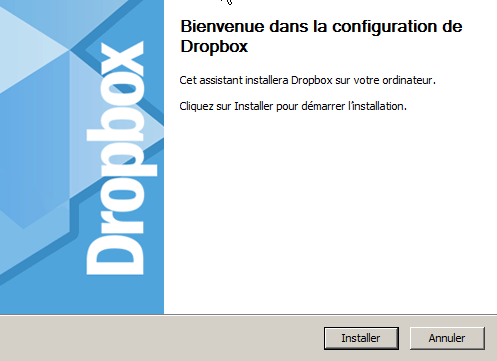 Bienvenue dans la configuration de
Dropbox
Cet assistant installera Dropbox sur votre ordinateur.
Cliquez sur Installer pour démarrer l'installation.
Dropbox
Installer
Annuler